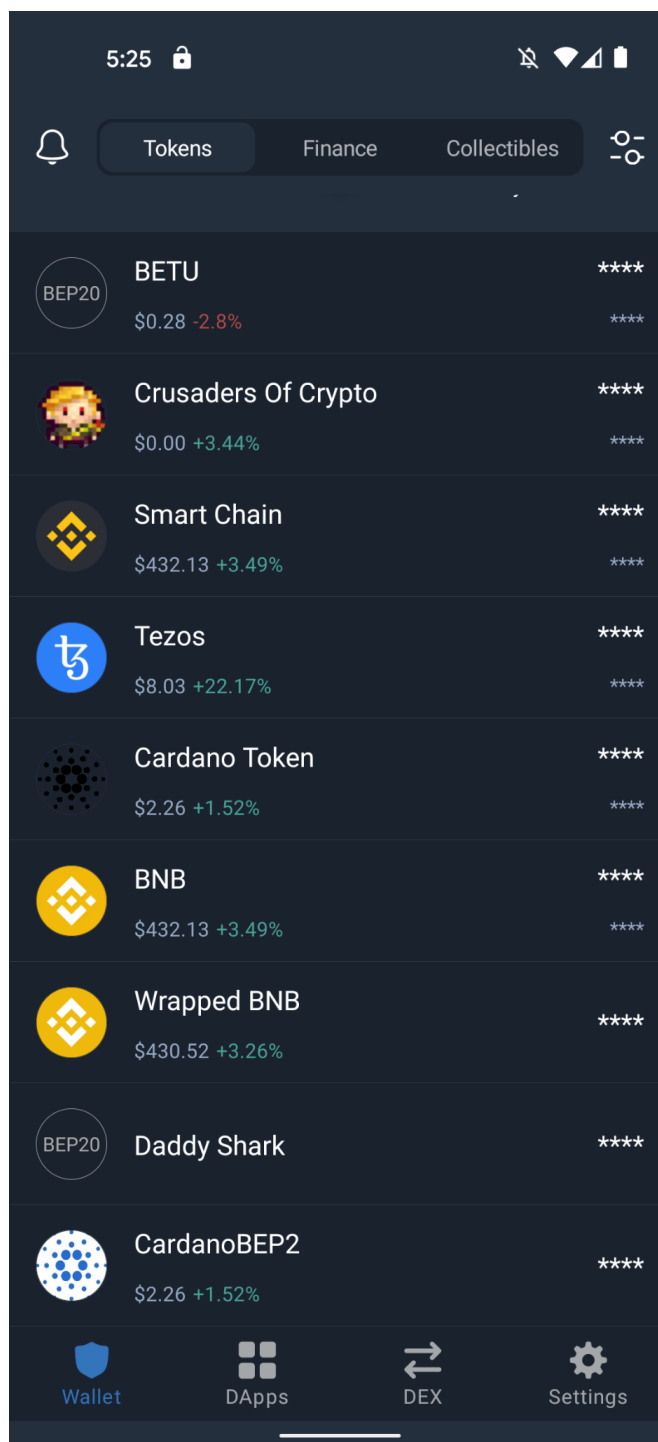 5:25
Tokens Finance Collectibles
BEP20
BETU ****
$0.28 -2.8% ****
Crusaders Of Crypto ****
$0.00 +3.44% ****
Smart Chain ****
$432.13 +3.49% ****
Tezos ****
$8.03 +22.17% ****
Cardano Token ****
$2.26 +1.52% ****
BNB ****
$432.13 +3.49% ****
Wrapped BNB ****
$430.52 +3.26%
BEP20 Daddy Shark ****
CardanoBEP2 ****
$2.26 +1.52%
Wallet DApps DEX Settings